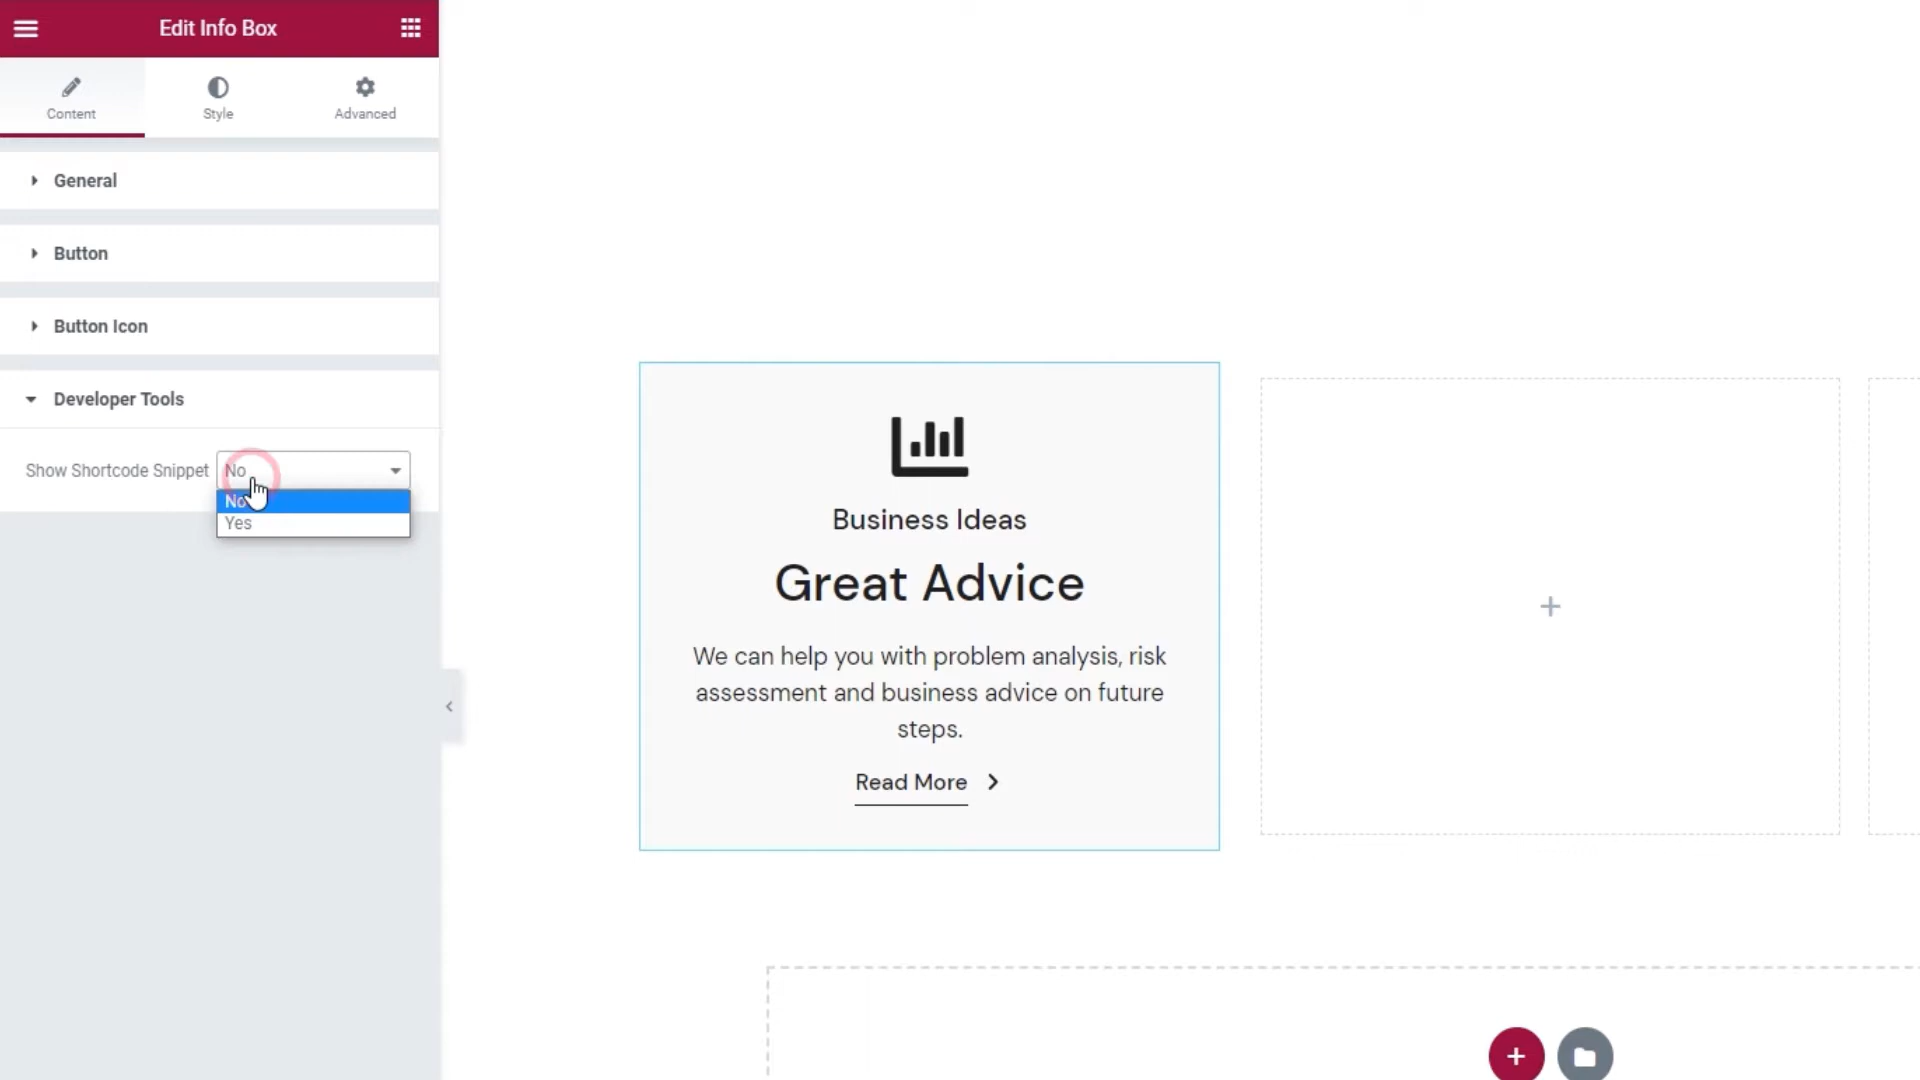 Edit Info Box
Content
Style
Advanced
General
Button
Button Icon
Developer Tools
Show Shortcode Snippet
No
No
Yes
Business Ideas
Great Advice
We can help you with problem analysis, risk
assessment and business advice on future
steps.
Read More